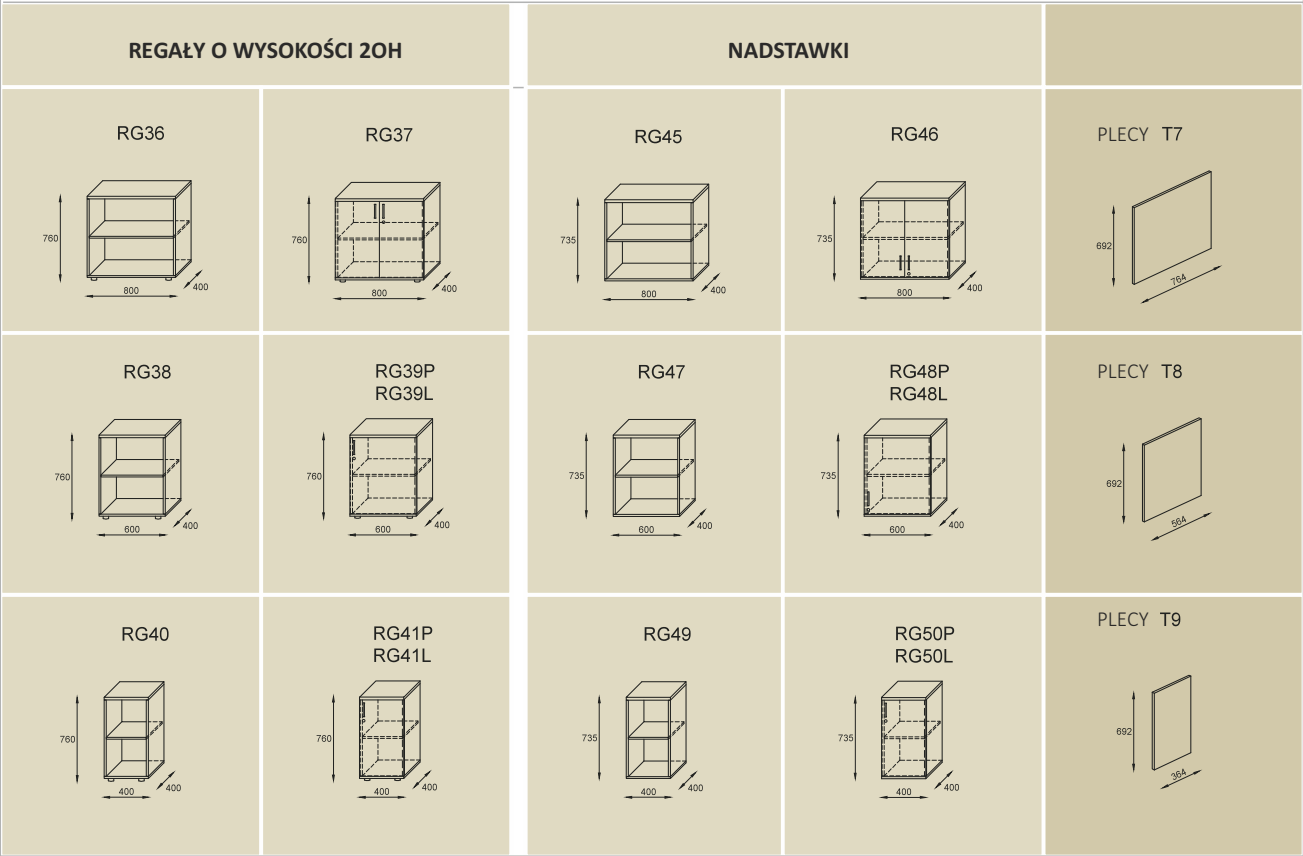 REGAŁY O WYSOKOŚCI 2OH
NADSTAWKI
RG36
760
800
400
RG37
760
800
400
RG45
735
800
400
RG46
735
800
400
PLECY T7
692
764
RG38
760
600
400
RG39P
RG39L
760
600
400
RG47
735
600
400
RG48P
RG48L
735
600
400
PLECY T8
692
564
RG40
760
400
400
RG41P
RG41L
760
400
400
RG49
735
400
400
RG50P
RG50L
735
400
400
PLECY T9
692
364